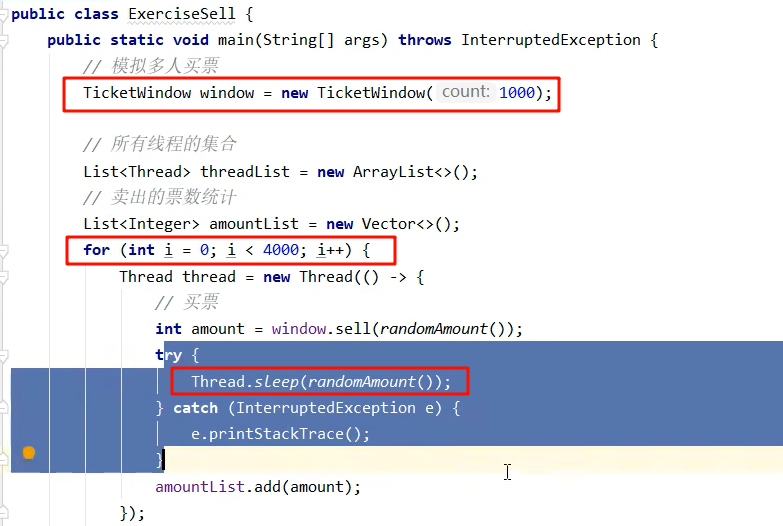 public class ExerciseSell {
public static void main(String[] args) throws InterruptedException {
// 模拟多人买票
TicketWindow window = new TicketWindow( count: 1000);
// 所有线程的集合
List<Thread> threadList = new ArrayList<>();
// 卖出的票数统计
List<Integer> amountList = new Vector<>();
for (int i = 0; i < 4000; i++) {
Thread thread = new Thread(() -> {
// 买票
int amount = window.sell(randomAmount());
try {
Thread.sleep(randomAmount());
} catch (InterruptedException e) {
e.printStackTrace();
}
amountList.add(amount);
});